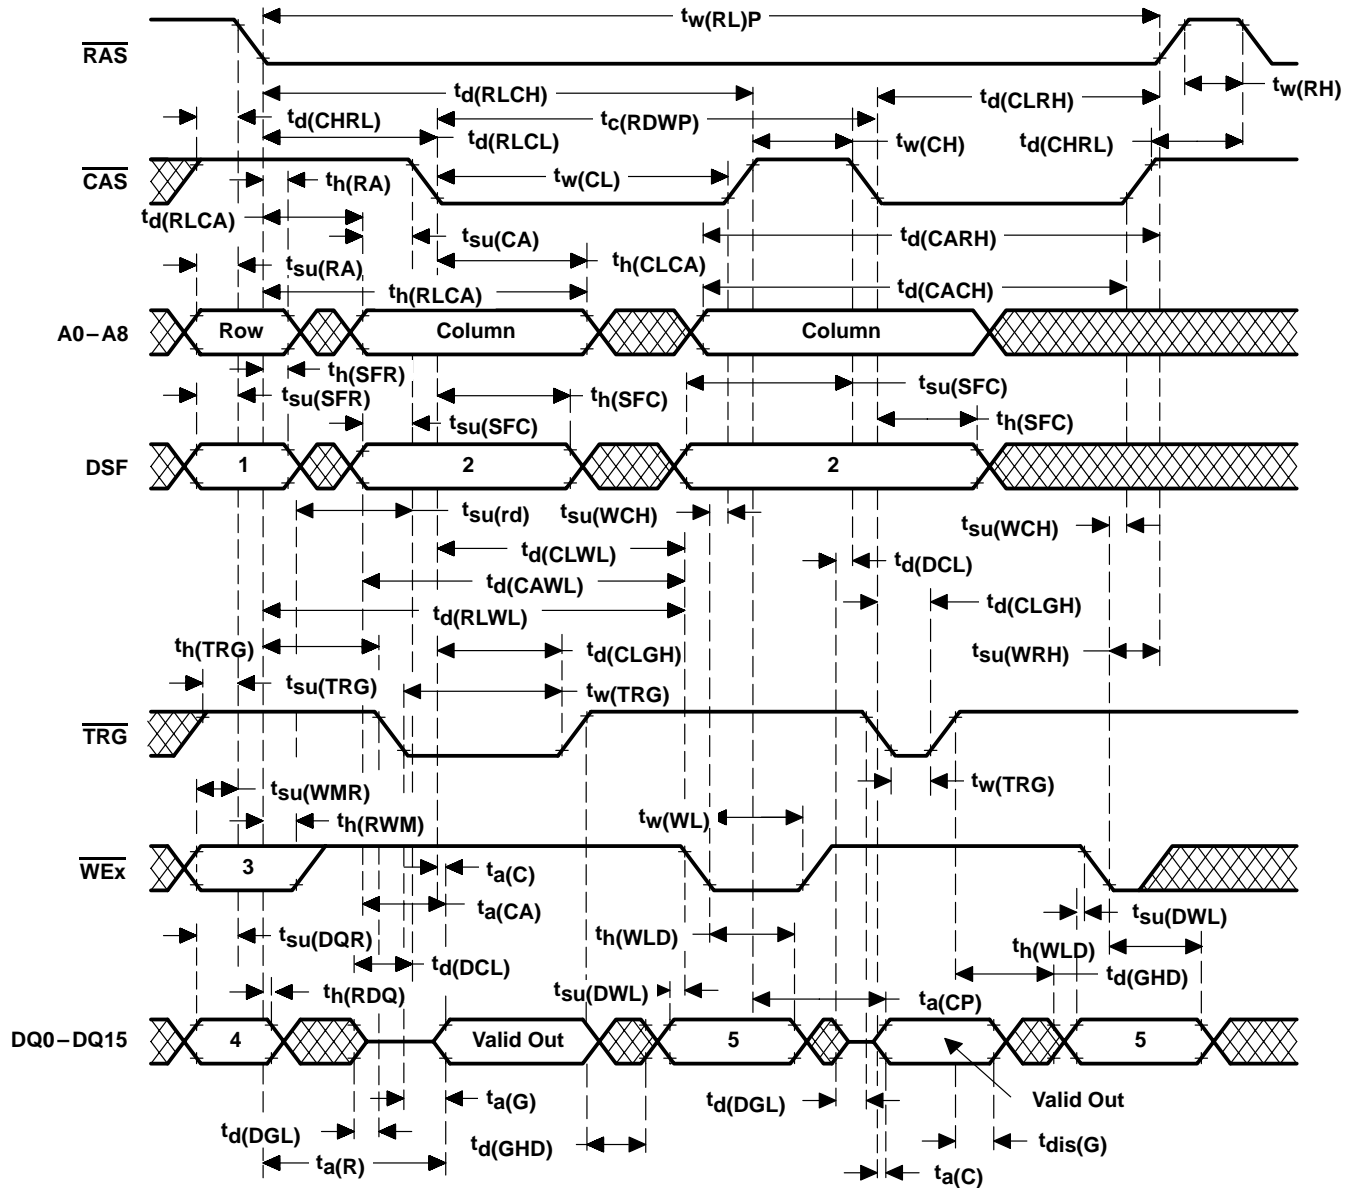 tw(RL)P
RAS
td(RLCH)
td(CLRH)
tw(RH)
td(CHRL)
tc(RDWP)
td(RLCL)
tw(CH)
td(CHRL)
CAS
th(RA)
tw(CL)
td(RLCA)
tsu(CA)
td(CARH)
tsu(RA)
th(CLCA)
th(RLCA)
td(CACH)
A0–A8
Row
Column
Column
th(SFR)
tsu(SFR)
th(SFC)
tsu(SFC)
tsu(SFC)
th(SFC)
DSF
1
2
2
tsu(rd)
tsu(WCH)
tsu(WCH)
td(CLWL)
td(DCL)
td(CAWL)
td(RLWL)
td(CLGH)
th(TRG)
td(CLGH)
tsu(WRH)
tsu(TRG)
tw(TRG)
TRG
tsu(WMR)
tw(TRG)
th(RWM)
tw(WL)
WEx
3
ta(C)
ta(CA)
tsu(DWL)
tsu(DQR)
th(WLD)
th(WLD)
td(DCL)
td(GHD)
th(RDQ)
tsu(DWL)
ta(CP)
DQ0–DQ15
4
Valid Out
5
5
ta(G)
td(DGL)
Valid Out
td(DGL)
td(GHD)
tdis(G)
ta(R)
ta(C)